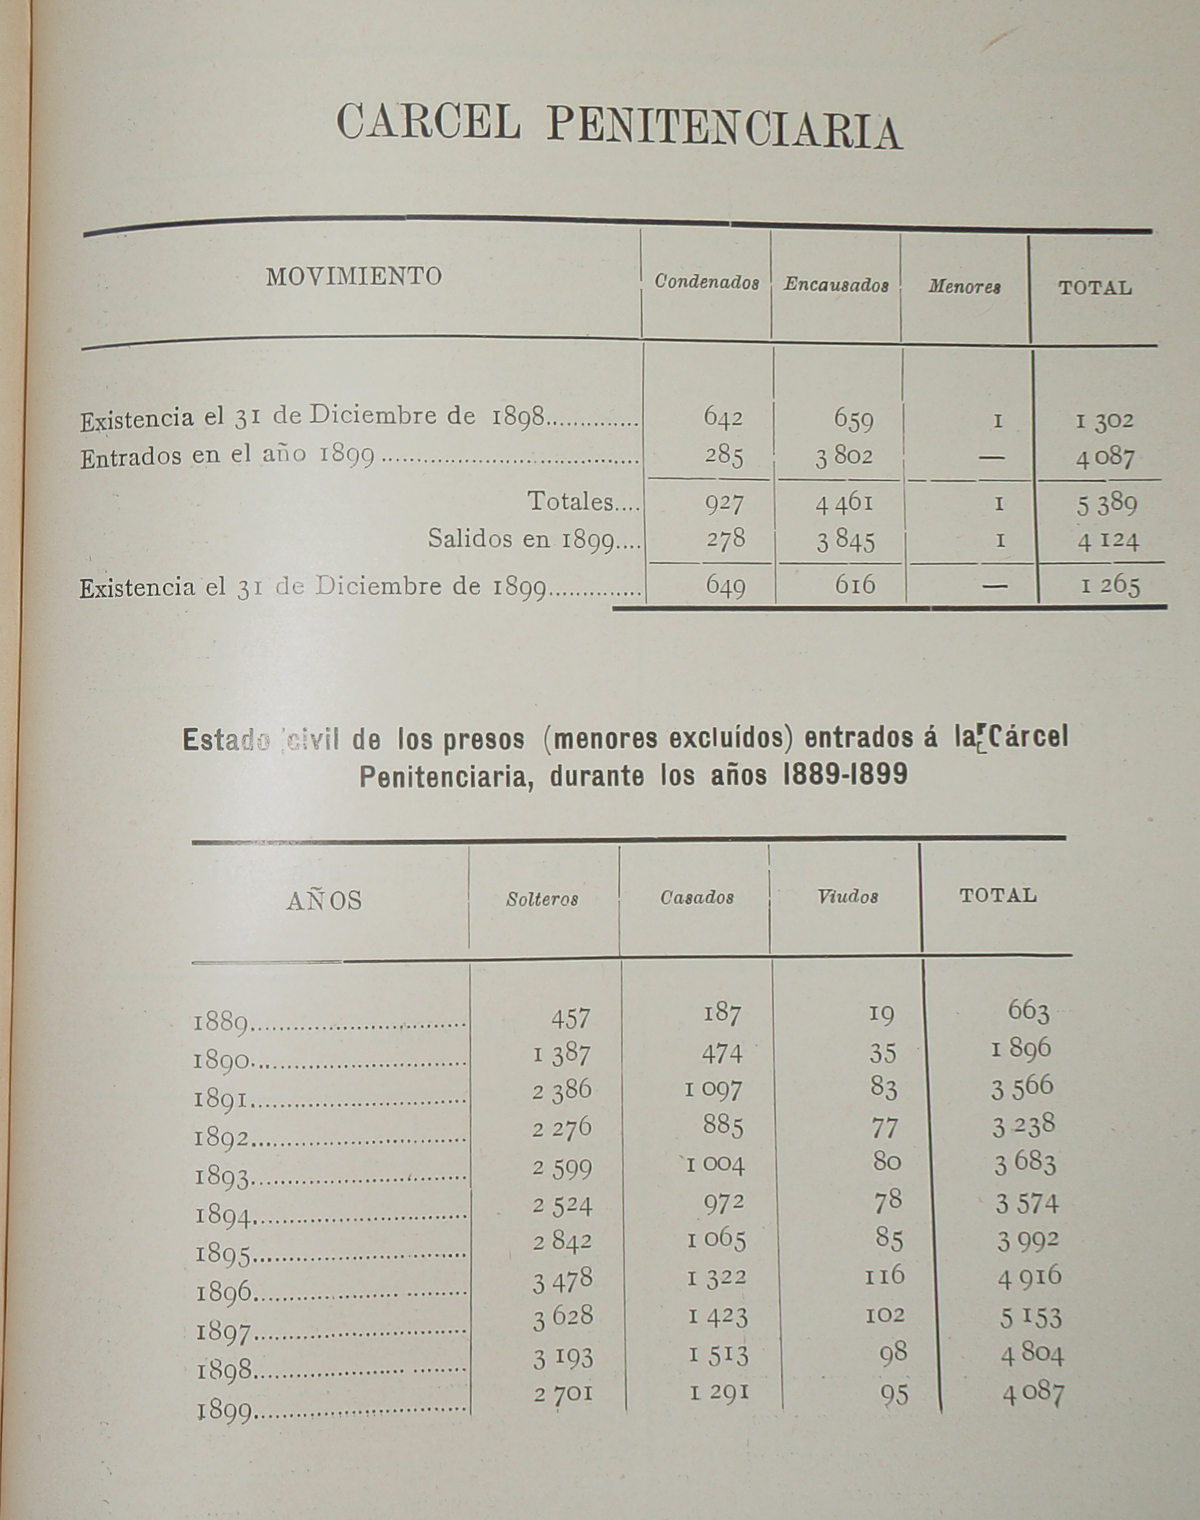 CARCEL PENITENCIARIA
MOVIMIENTO Condenados Encausados Menores TOTAL
Existencia el 31 de Diciembre de 1898.............. 642 659 1 1 302
Entrados en el año 1899..................................... 285 3 802 — 4 087
Totales.... 927 4 461 1 5 389
Salidos en 1899.... 278 3 845 1 4 124
Existencia el 31 de Diciembre de 1899.............. 649 616 — 1 265
Estado civil de los presos (menores excluídos) entrados á la Cárcel
Penitenciaria, durante los años 1889-1899
AÑOS Solteros Casados Viudos TOTAL
1889............................... 457 187 19 663
1890............................... 1 387 474 35 1 896
1891............................... 2 386 1 097 83 3 566
1892............................... 2 276 885 77 3 238
1893............................... 2 599 1 004 80 3 683
1894............................... 2 524 972 78 3 574
1895............................... 2 842 1 065 85 3 992
1896............................... 3 478 1 322 116 4 916
1897............................... 3 628 1 423 102 5 153
1898............................... 3 193 1 513 98 4 804
1899............................... 2 701 1 291 95 4 087